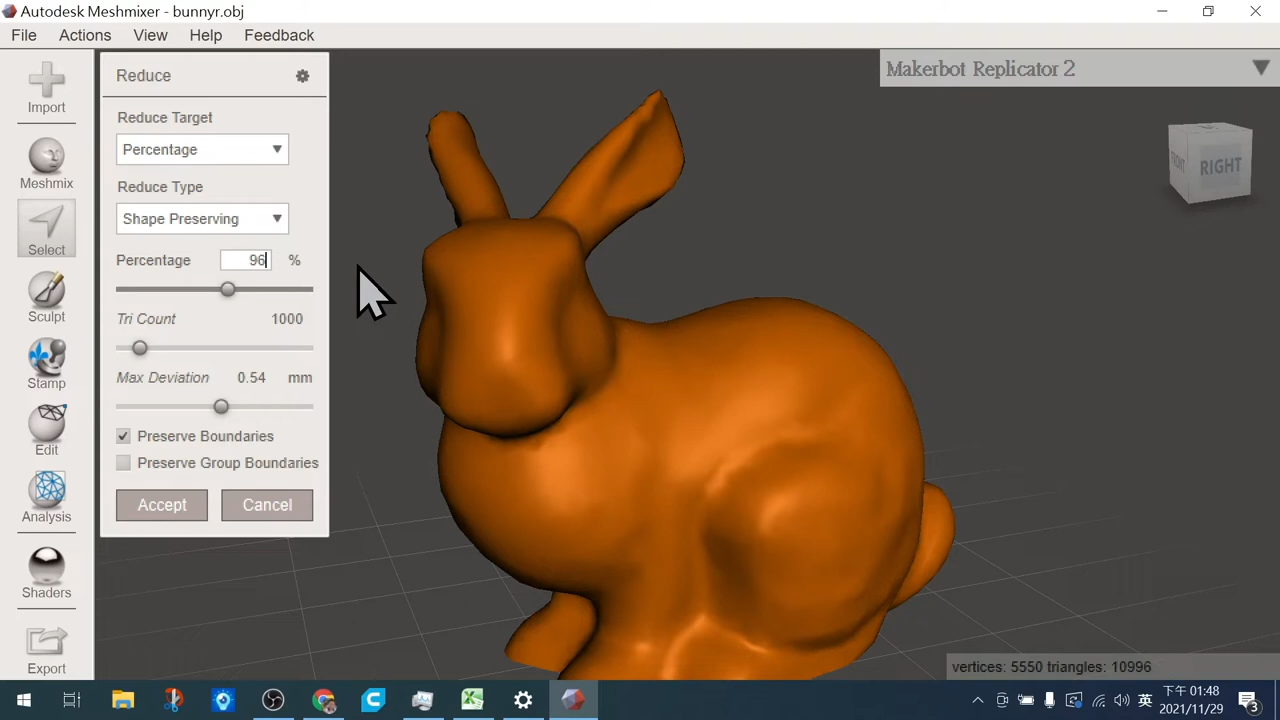 Autodesk Meshmixer - bunnyr.obj
File Actions View Help Feedback
Import
Meshmix
Select
Sculpt
Stamp
Edit
Analysis
Shaders
Export
Reduce
Reduce Target
Percentage
Reduce Type
Shape Preserving
Percentage 96 %
Tri Count 1000
Max Deviation 0.54 mm
Preserve Boundaries
Preserve Group Boundaries
Accept Cancel
Makerbot Replicator 2
FRONT RIGHT
vertices: 5550 triangles: 10996
英
下午 01:48
2021/11/29
3